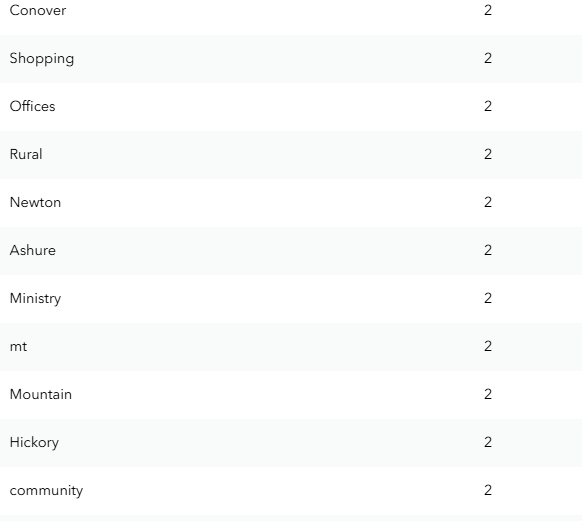 Conover 2
Shopping 2
Offices 2
Rural 2
Newton 2
Ashure 2
Ministry 2
mt 2
Mountain 2
Hickory 2
community 2